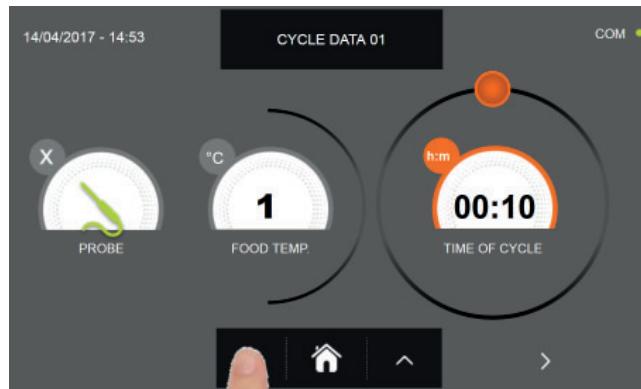 14/04/2017 - 14:53
CYCLE DATA 01
COM
X
PROBE
°C
1
FOOD TEMP.
h:m
00:10
TIME OF CYCLE